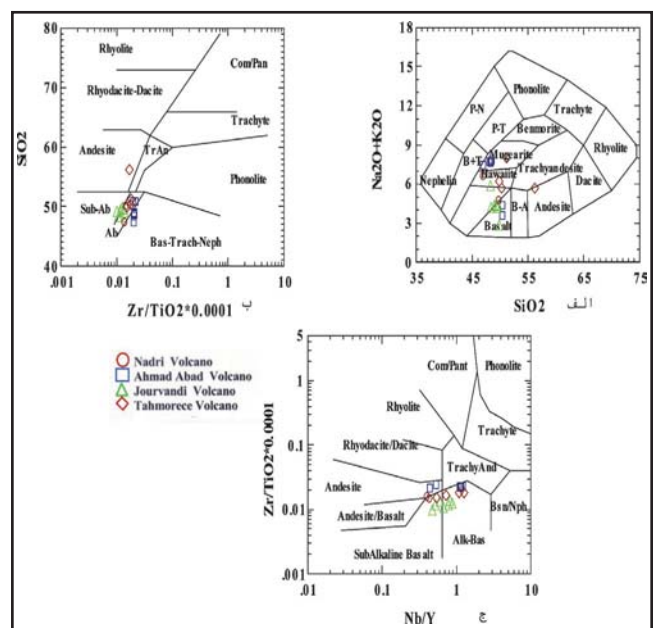 80
70
60
50
40
SiO2
Rhyolite
Rhyodacite-Dacite
Com/Pan
Trachyte
TrAn
Andesite
Phonolite
Sub-Ab
Ab
Bas-Trach-Neph
.001 0.01 0.1 1 10
Zr/TiO2*0.0001 ب
18
15
12
9
6
3
0
Na2O+K2O
Phonolite
P-N
P-T
Trachyte
Benmorite
Rhyolite
Mugearite
B+T
Trachyandesite
Hawaiite
Nephelin
Dacite
B-A
Andesite
Basalt
35 45 55 65 75
SiO2 الف
Nadri Volcano
Ahmad Abad Volcano
Jourvandi Volcano
Tahmorece Volcano
5
1
0.1
0.01
.001
Zr/TiO2*0.0001
Com/Pant
Phonolite
Rhyolite
Trachyte
Rhyodacite/Dacite
TrachyAnd
Andesite
Bsn/Nph
Andesite/Basalt
Alk-Bas
SubAlkaline Basalt
0.01 0.1 1 10
Nb/Y ج